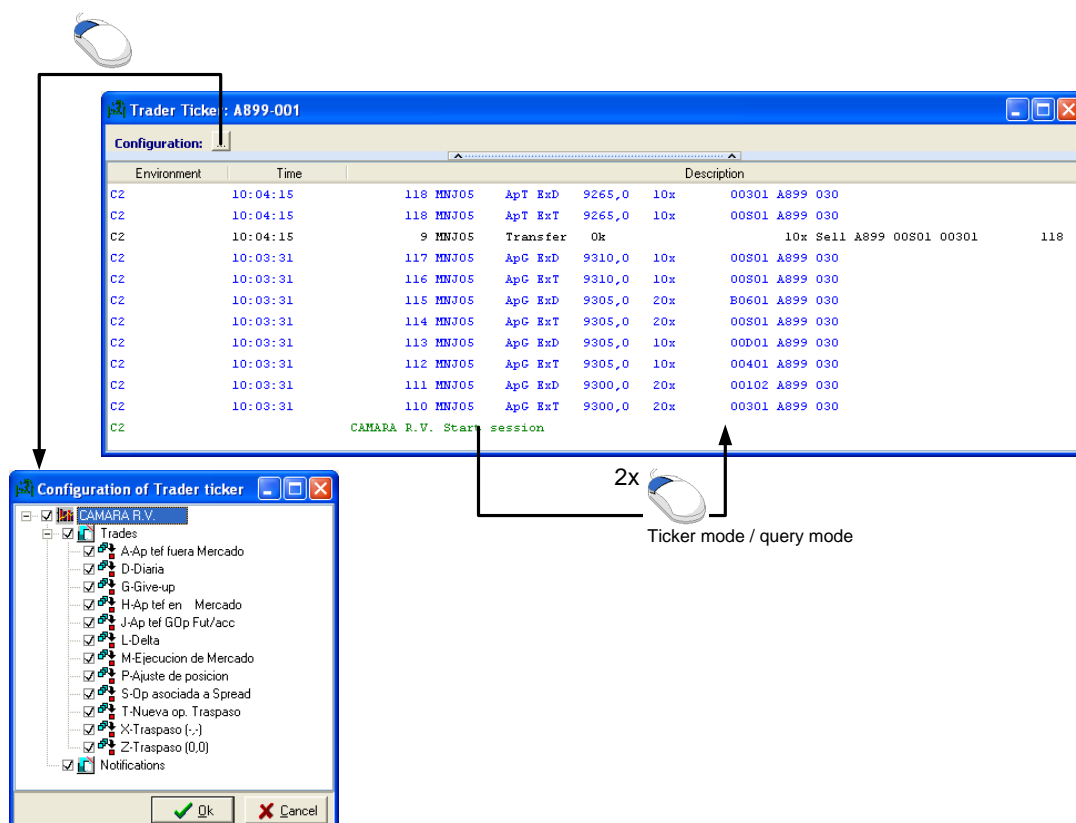 Trader Ticker: A899-001
Configuration: ...
Environment Time Description
C2 10:04:15 118 MNJ05 ApT ExD 9265,0 10x 00301 A899 030
C2 10:04:15 118 MNJ05 ApT ExT 9265,0 10x 00S01 A899 030
C2 10:04:15 9 MNJ05 Transfer Ok 10x Sell A899 00S01 00301 118
C2 10:03:31 117 MNJ05 ApG ExD 9310,0 10x 00S01 A899 030
C2 10:03:31 116 MNJ05 ApG ExT 9310,0 10x 00S01 A899 030
C2 10:03:31 115 MNJ05 ApG ExD 9305,0 20x B0601 A899 030
C2 10:03:31 114 MNJ05 ApG ExT 9305,0 20x 00S01 A899 030
C2 10:03:31 113 MNJ05 ApG ExD 9305,0 10x 00D01 A899 030
C2 10:03:31 112 MNJ05 ApG ExT 9305,0 10x 00401 A899 030
C2 10:03:31 111 MNJ05 ApG ExD 9300,0 20x 00102 A899 030
C2 10:03:31 110 MNJ05 ApG ExT 9300,0 20x 00301 A899 030
C2 CAMARA R.V. Start session
2x
Ticker mode / query mode
Configuration of Trader ticker
CAMARA R.V.
Trades
A-Ap tef fuera Mercado
D-Diaria
G-Give-up
H-Ap tef en Mercado
J-Ap tef GOp Fut/acc
L-Delta
M-Ejecucion de Mercado
P-Ajuste de posicion
S-Op asociada a Spread
T-Nueva op. Traspaso
X-Traspaso (-,-)
Z-Traspaso (0,0)
Notifications
Ok Cancel